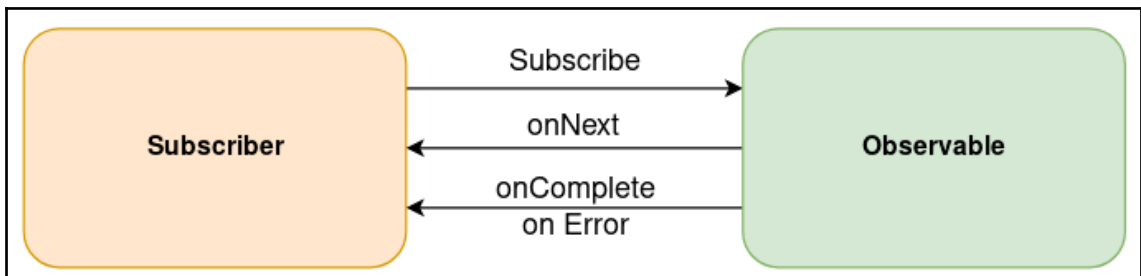 Subscribe
onNext
Subscriber
Observable
onComplete
on Error